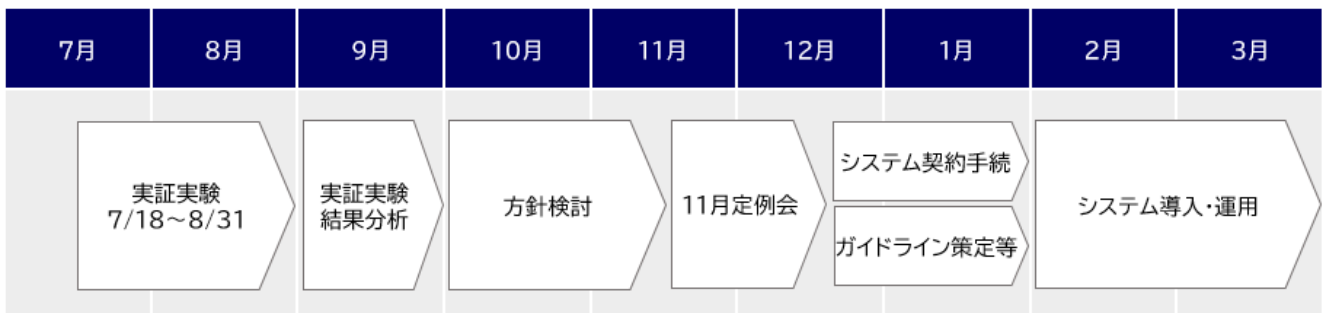 7月
8月
9月
10月
11月
12月
1月
2月
3月
実証実験
7/18～8/31
実証実験
結果分析
方針検討
11月定例会
システム契約手続
ガイドライン策定等
システム導入・運用